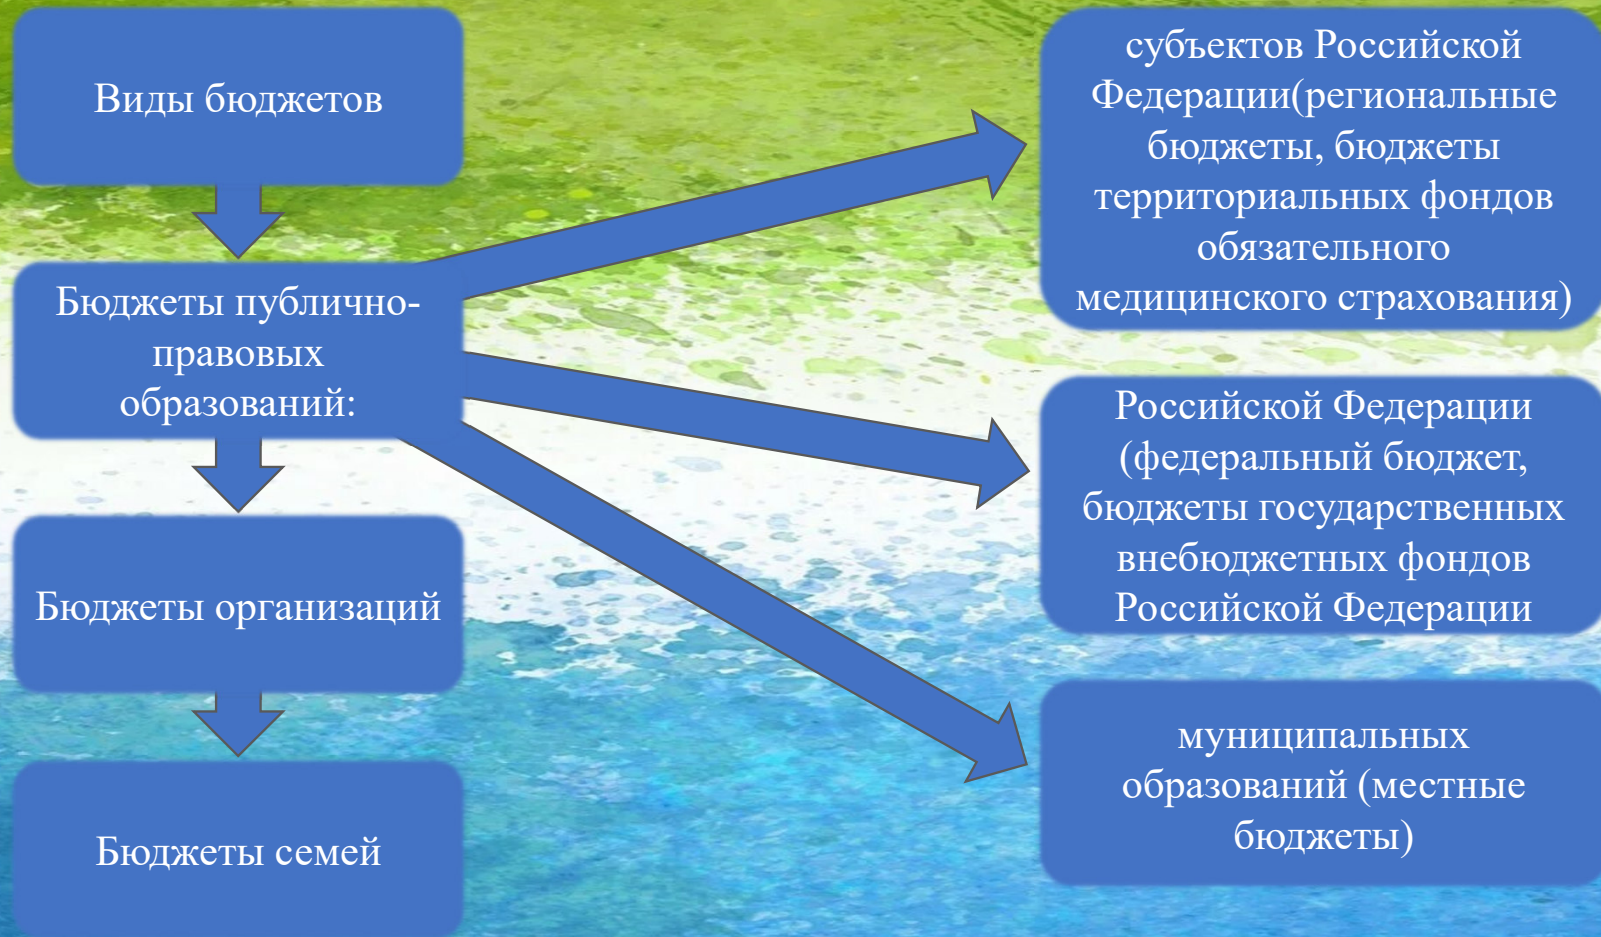 Виды бюджетов
Бюджеты публично-
правовых
образований:
Бюджеты организаций
Бюджеты семей
субъектов Российской
Федерации(региональные
бюджеты, бюджеты
территориальных фондов
обязательного
медицинского страхования)
Российской Федерации
(федеральный бюджет,
бюджеты государственных
внебюджетных фондов
Российской Федерации
муниципальных
образований (местные
бюджеты)